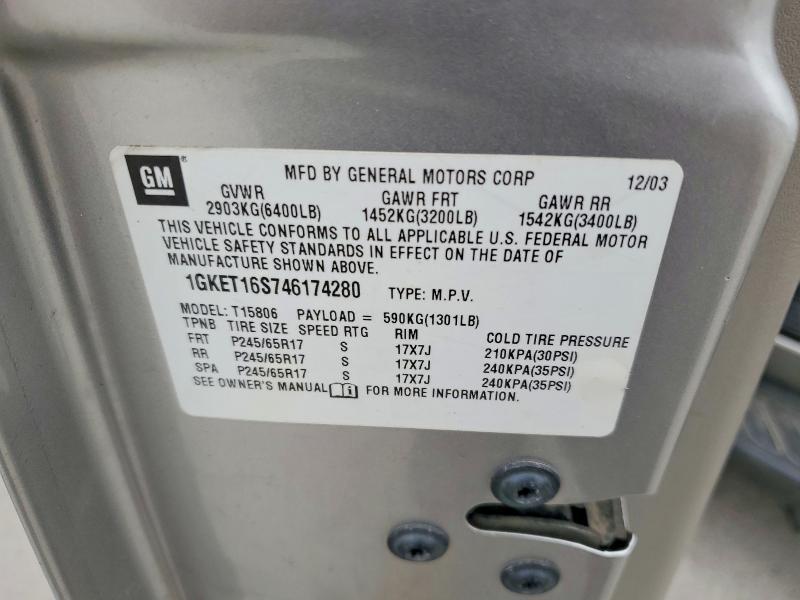 GM® MFD BY GENERAL MOTORS CORP 12/03
GVWR GAWR FRT GAWR RR
2903KG(6400LB) 1452KG(3200LB) 1542KG(3400LB)
THIS VEHICLE CONFORMS TO ALL APPLICABLE U.S. FEDERAL MOTOR
VEHICLE SAFETY STANDARDS IN EFFECT ON THE DATE OF
MANUFACTURE SHOWN ABOVE.
1GKET16S746174280 TYPE: M.P.V.
MODEL: T15806 PAYLOAD = 590KG(1301LB)
TPNB TIRE SIZE SPEED RTG RIM COLD TIRE PRESSURE
FRT P245/65R17 S 17X7J 210KPA(30PSI)
RR P245/65R17 S 17X7J 240KPA(35PSI)
SPA P245/65R17 S 17X7J 240KPA(35PSI)
SEE OWNER'S MANUAL i FOR MORE INFORMATION.